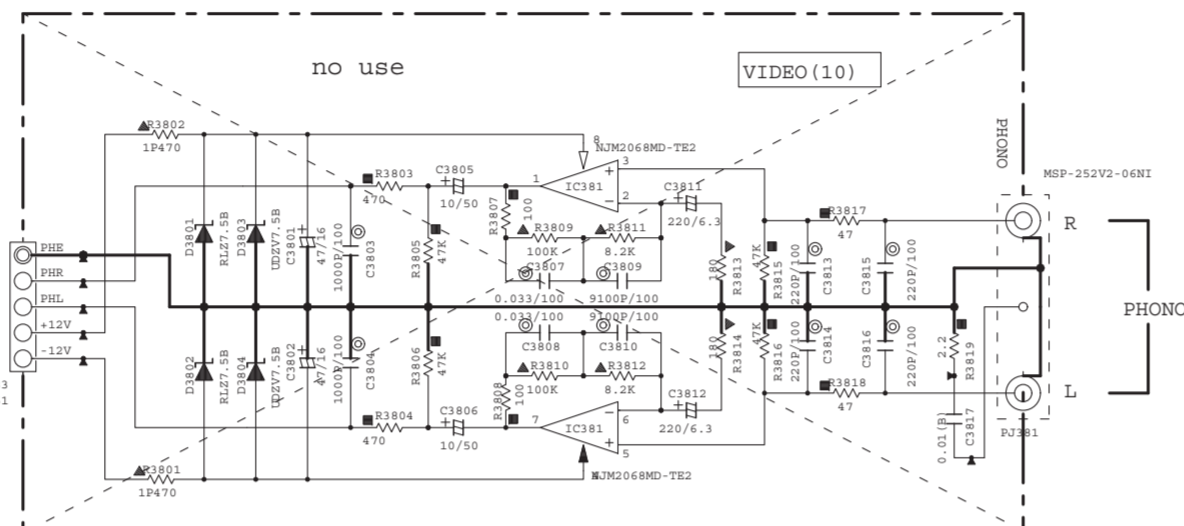 no use
VIDEO(10)
PHONO
MSP-252V2-06NI
R3802
1P470
8
NJM2068MD-TE2
3
1
IC381
2
R3803
470
C3805
10/50
C3811
220/6.3
R3817
47
R
D3801
RLZ7.5B
D3803
UDZV7.5B
C3801
47/16
1000P/100
C3803
R3805
47K
R3807
100
R3809
100K
R3811
8.2K
C3807
0.033/100
C3809
9100P/100
180
R3813
47K
R3815
220P/100
C3813
C3815
220P/100
PHE
PHR
PHL
+12V
-12V
3
1
PHONO
D3802
RLZ7.5B
D3804
UDZV7.5B
C3802
47/16
1000P/100
C3804
R3806
47K
0.033/100
C3808
9100P/100
C3810
R3810
100K
R3812
8.2K
R3808
100
180
R3814
47K
R3816
220P/100
C3814
C3816
220P/100
2.2
R3819
R3804
470
C3806
10/50
7
IC381
6
5
C3812
220/6.3
R3818
47
L
0.01(B)
C3817
PJ381
R3801
1P470
4
NJM2068MD-TE2